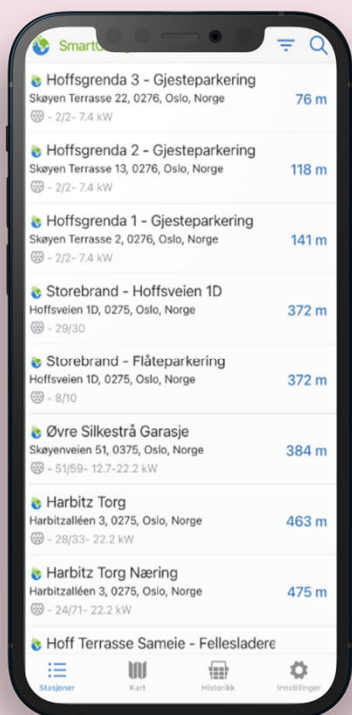 Hoffsgrenda 3 - Gjesteparkering
Skøyen Terrasse 22, 0276, Oslo, Norge
76 m
- 2/2- 7.4 kW
Hoffsgrenda 2 - Gjesteparkering
Skøyen Terrasse 13, 0276, Oslo, Norge
118 m
- 2/2- 7.4 kW
Hoffsgrenda 1 - Gjesteparkering
Skøyen Terrasse 2, 0276, Oslo, Norge
141 m
- 2/2- 7.4 kW
Storebrand - Hoffsveien 1D
Hoffsveien 1D, 0275, Oslo, Norge
372 m
- 29/30
Storebrand - Flåteparkering
Hoffsveien 1D, 0275, Oslo, Norge
372 m
- 8/10
Øvre Silkestrå Garasje
Skøyenveien 51, 0375, Oslo, Norge
384 m
- 51/59- 12.7-22.2 kW
Harbitz Torg
Harbitzalléen 3, 0275, Oslo, Norge
463 m
- 28/33- 22.2 kW
Harbitz Torg Næring
Harbitzalléen 3, 0275, Oslo, Norge
475 m
- 24/71- 22.2 kW
Hoff Terrasse Sameie - Fellesladere
Stasjoner
Kart
Historikk
Innstillinger